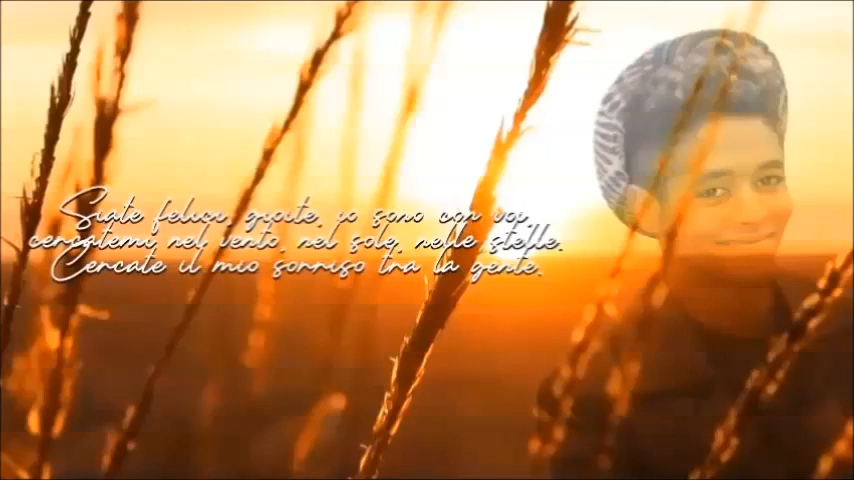 Siate felici, gioite, io sono con voi,
cercatemi nel vento, nel sole, nelle stelle.
Cercate il mio sorriso tra la gente.